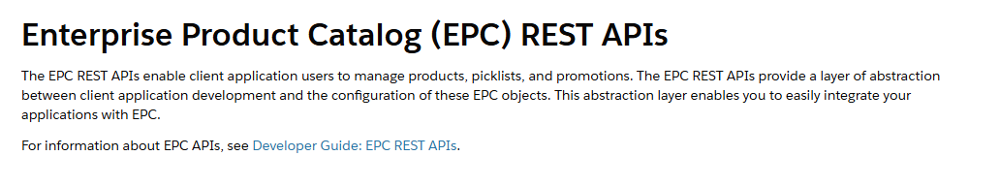 Enterprise Product Catalog (EPC) REST APIs
The EPC REST APIs enable client application users to manage products, picklists, and promotions. The EPC REST APIs provide a layer of abstraction
between client application development and the configuration of these EPC objects. This abstraction layer enables you to easily integrate your
applications with EPC.
For information about EPC APIs, see Developer Guide: EPC REST APIs.